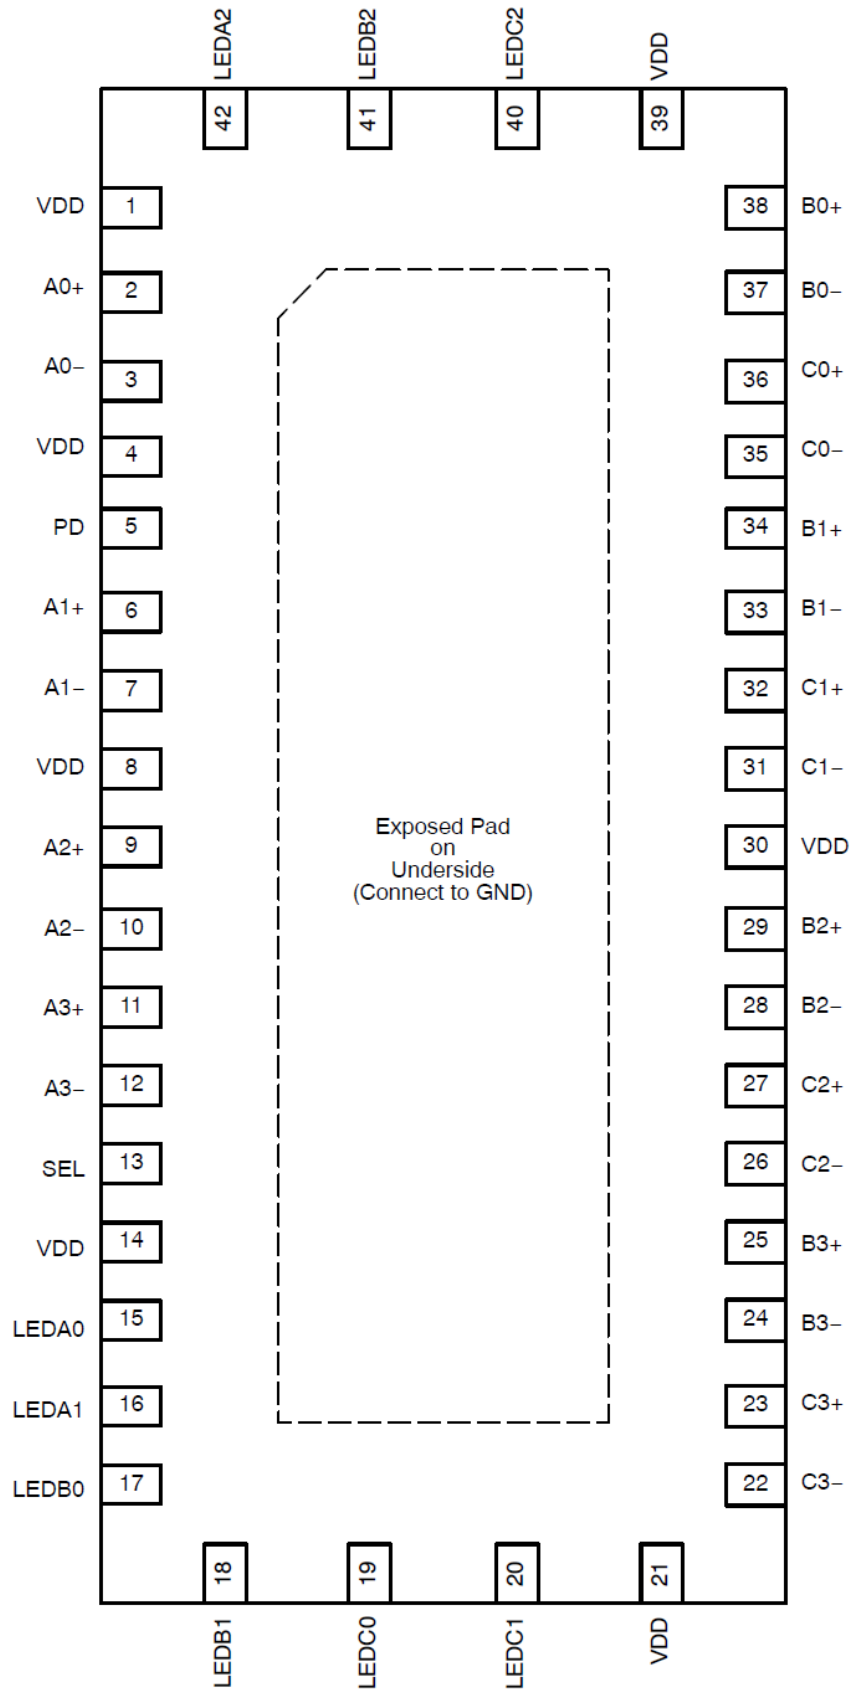 LEDA2 LEDB2 LEDC2 VDD
42 41 40 39
VDD 1 38 B0+
A0+ 2 37 B0−
A0− 3 36 C0+
VDD 4 35 C0−
PD 5 34 B1+
A1+ 6 33 B1−
A1− 7 32 C1+
VDD 8 31 C1−
A2+ 9 30 VDD
Exposed Pad
on
Underside
(Connect to GND)
A2− 10 29 B2+
A3+ 11 28 B2−
A3− 12 27 C2+
SEL 13 26 C2−
VDD 14 25 B3+
LEDA0 15 24 B3−
LEDA1 16 23 C3+
LEDB0 17 22 C3−
18 19 20 21
LEDB1 LEDC0 LEDC1 VDD